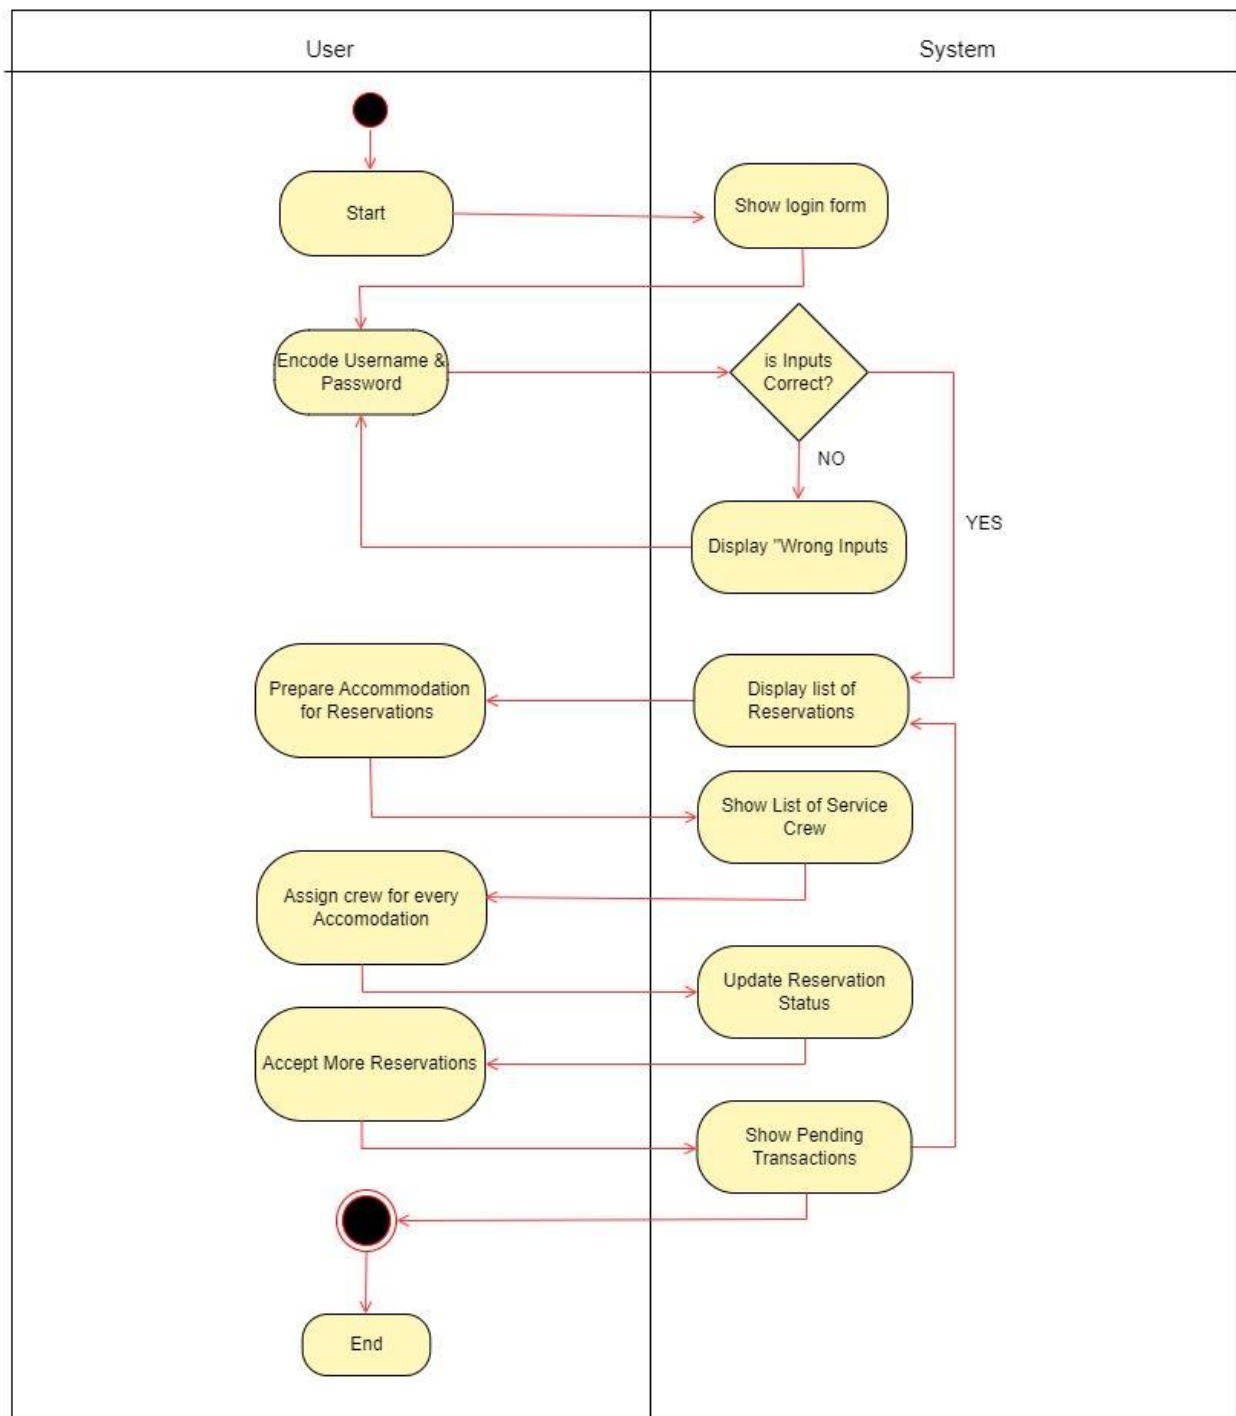 User
System
Start
Show login form
Encode Username &
Password
is Inputs
Correct?
NO
YES
Display "Wrong Inputs
Prepare Accommodation
for Reservations
Display list of
Reservations
Show List of Service
Crew
Assign crew for every
Accomodation
Update Reservation
Status
Accept More Reservations
Show Pending
Transactions
End